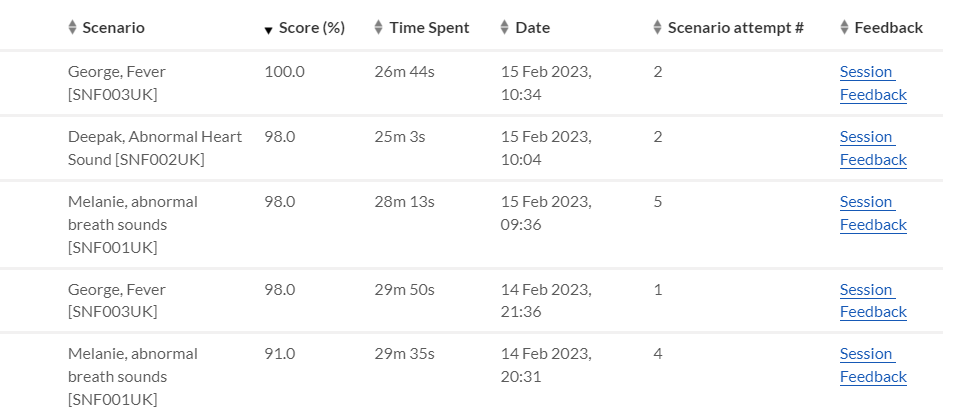 Scenario Score (%) Time Spent Date Scenario attempt # Feedback
George, Fever 100.0 26m 44s 15 Feb 2023, 2 Session
[SNF003UK] 10:34 Feedback
Deepak, Abnormal Heart 98.0 25m 3s 15 Feb 2023, 2 Session
Sound [SNF002UK] 10:04 Feedback
Melanie, abnormal 98.0 28m 13s 15 Feb 2023, 5 Session
breath sounds 09:36 Feedback
[SNF001UK]
George, Fever 98.0 29m 50s 14 Feb 2023, 1 Session
[SNF003UK] 21:36 Feedback
Melanie, abnormal 91.0 29m 35s 14 Feb 2023, 4 Session
breath sounds 20:31 Feedback
[SNF001UK]